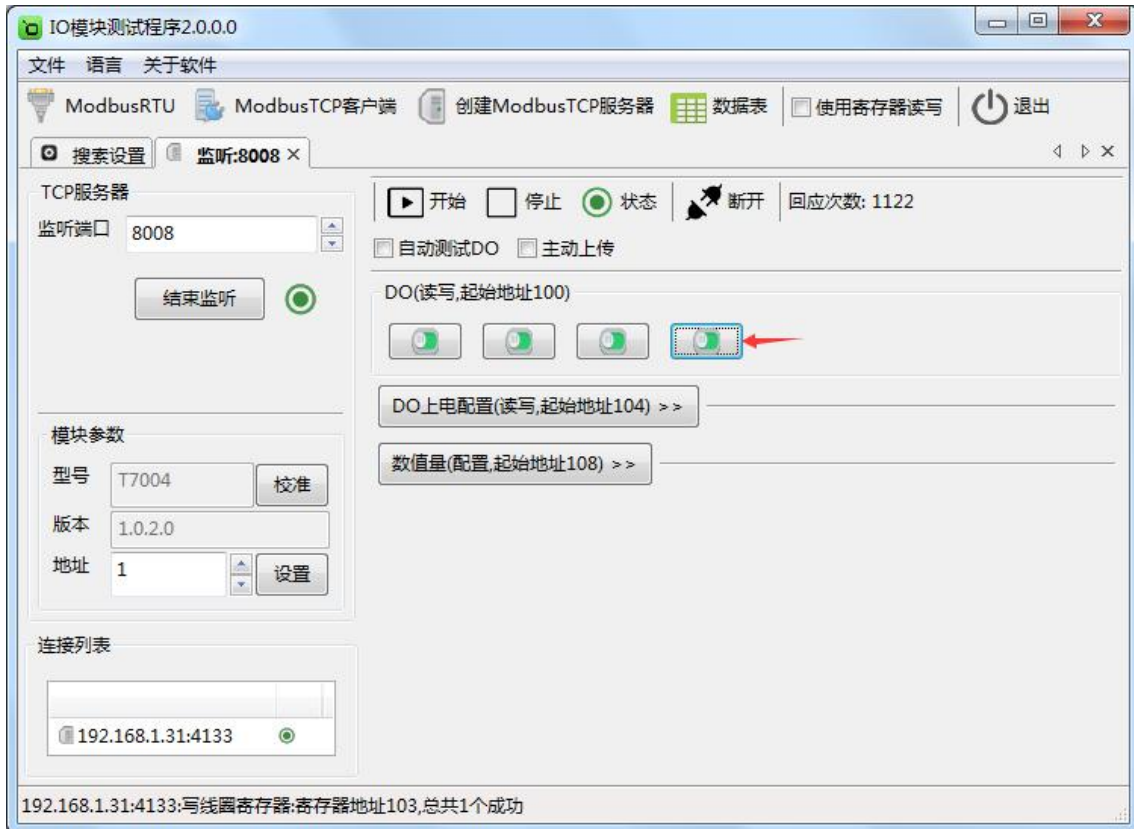 IO模块测试程序2.0.0.0
文件 语言 关于软件
ModbusRTU ModbusTCP客户端 创建ModbusTCP服务器 数据表 使用寄存器读写 退出
搜索设置 监听:8008
TCP服务器
监听端口 8008
结束监听
开始 停止 状态 断开 回应次数: 1122
自动测试DO 主动上传
DO(读写,起始地址100)
DO上电配置(读写,起始地址104) >>
数值量(配置,起始地址108) >>
模块参数
型号 T7004 校准
版本 1.0.2.0
地址 1 设置
连接列表
192.168.1.31:4133
192.168.1.31:4133:写线圈寄存器:寄存器地址103,总共1个成功